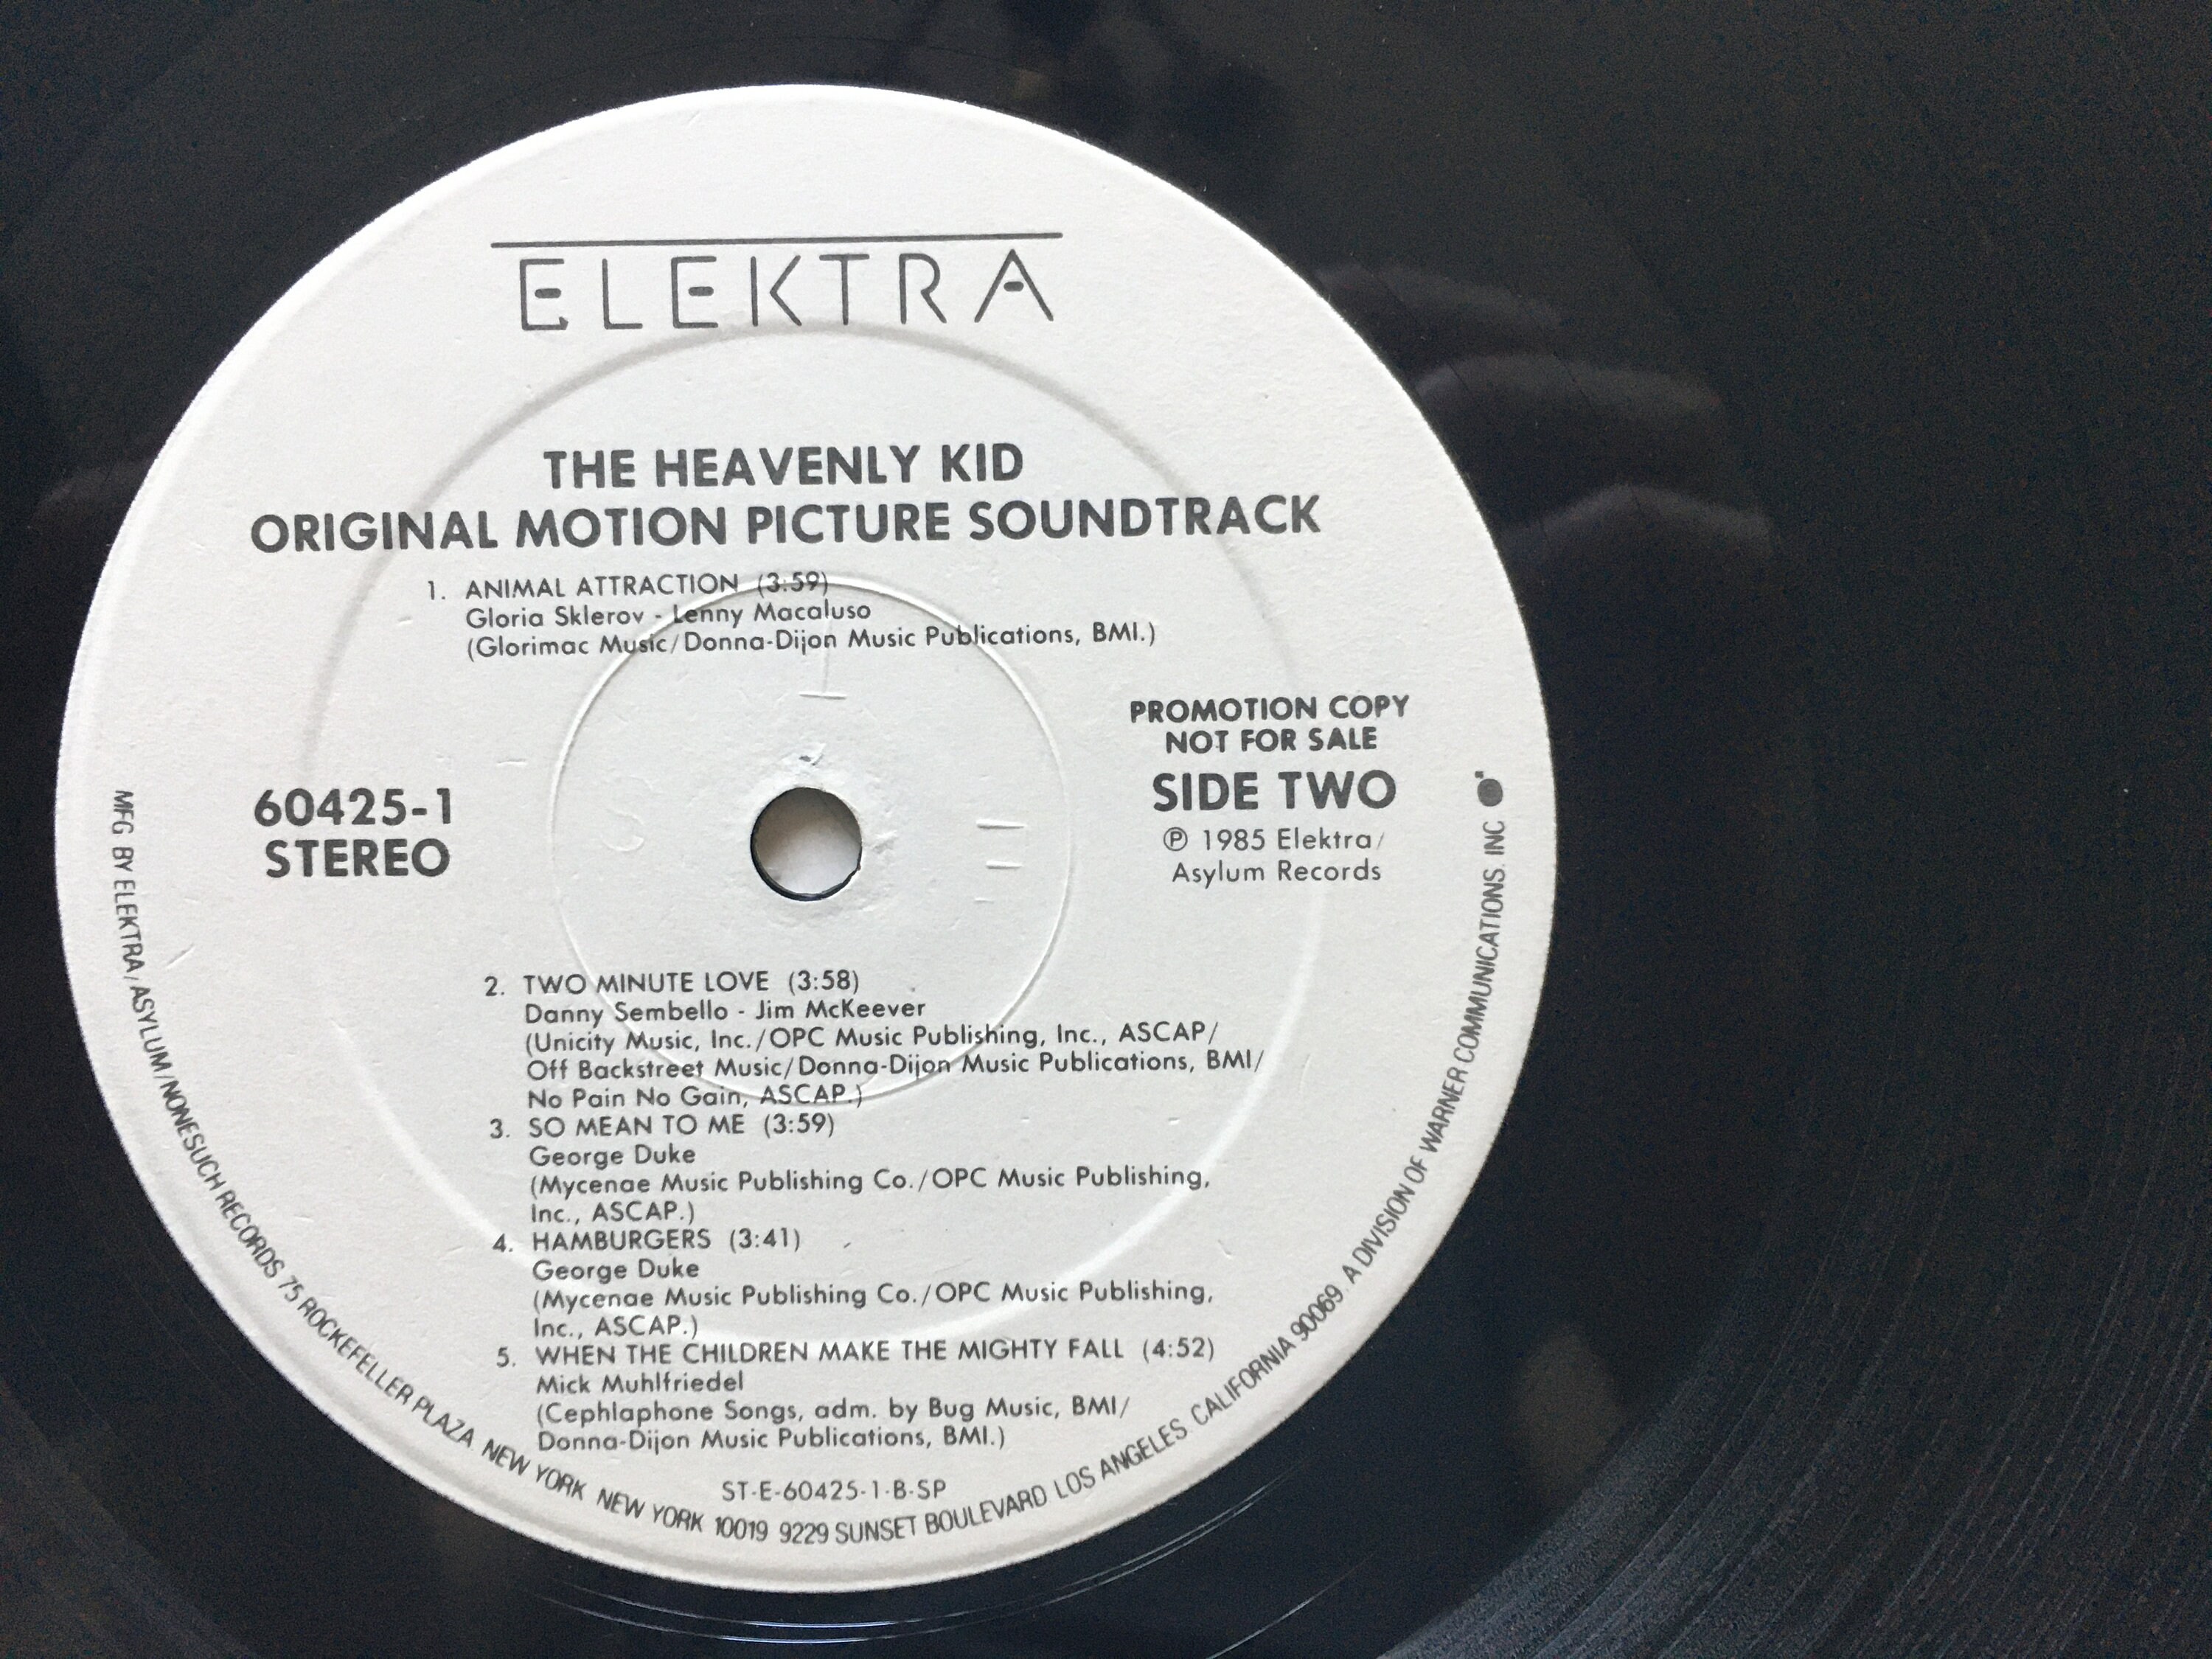 ELEKTRA
THE HEAVENLY KID
ORIGINAL MOTION PICTURE SOUNDTRACK
1. ANIMAL ATTRACTION (3:59)
Gloria Sklerov - Lenny Macaluso
(Glorimac Music/Donna-Dijon Music Publications, BMI.)
PROMOTION COPY
NOT FOR SALE
60425-1
STEREO
SIDE TWO
℗ 1985 Elektra/
Asylum Records
2. TWO MINUTE LOVE (3:58)
Danny Sembello - Jim McKeever
(Unicity Music, Inc./OPC Music Publishing, Inc., ASCAP/
Off Backstreet Music/Donna-Dijon Music Publications, BMI/
No Pain No Gain, ASCAP.)
3. SO MEAN TO ME (3:59)
George Duke
(Mycenae Music Publishing Co./OPC Music Publishing,
Inc., ASCAP.)
4. HAMBURGERS (3:41)
George Duke
(Mycenae Music Publishing Co./OPC Music Publishing,
Inc., ASCAP.)
5. WHEN THE CHILDREN MAKE THE MIGHTY FALL (4:52)
Mick Muhlfriedel
(Cephlaphone Songs, adm. by Bug Music, BMI/
Donna-Dijon Music Publications, BMI.)
ST-E-60425-1-B-SP
MFG BY ELEKTRA/ASYLUM/NONESUCH RECORDS 75 ROCKEFELLER PLAZA NEW YORK NEW YORK 10019 9229 SUNSET BOULEVARD LOS ANGELES CALIFORNIA 90069. A DIVISION OF WARNER COMMUNICATIONS. INC